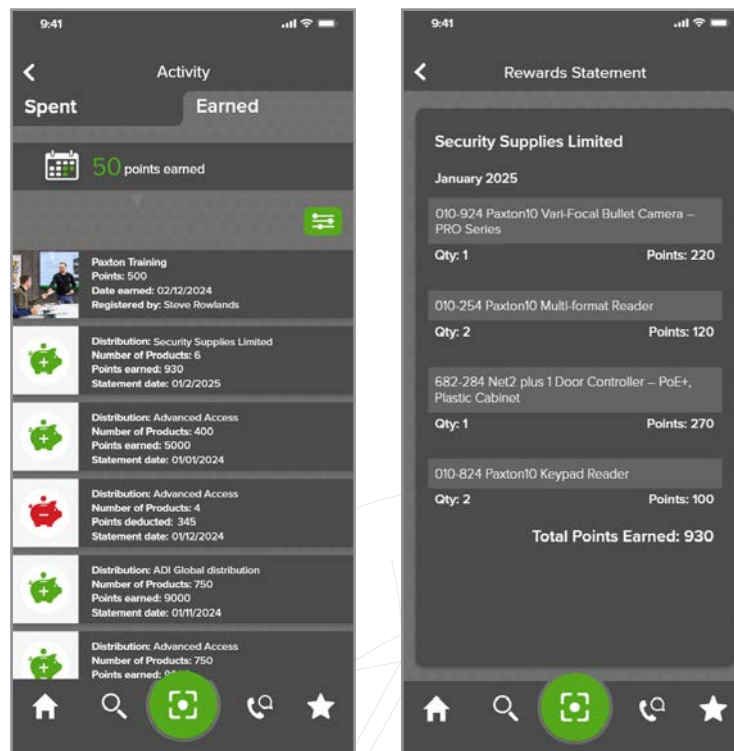 9:41
Activity
Spent
Earned
50 points earned
Paxton Training
Points: 500
Date earned: 02/12/2024
Registered by: Steve Rowlands
Distribution: Security Supplies Limited
Number of Products: 6
Points earned: 930
Statement date: 01/2/2025
Distribution: Advanced Access
Number of Products: 400
Points earned: 5000
Statement date: 01/01/2024
Distribution: Advanced Access
Number of Products: 4
Points deducted: 345
Statement date: 01/12/2024
Distribution: ADI Global distribution
Number of Products: 750
Points earned: 9000
Statement date: 01/11/2024
Distribution: Advanced Access
Number of Products: 750
Points earned:
9:41
Rewards Statement
Security Supplies Limited
January 2025
010-924 Paxton10 Vari-Focal Bullet Camera –
PRO Series
Qty: 1 Points: 220
010-254 Paxton10 Multi-format Reader
Qty: 2 Points: 120
682-284 Net2 plus 1 Door Controller – PoE+,
Plastic Cabinet
Qty: 1 Points: 270
010-824 Paxton10 Keypad Reader
Qty: 2 Points: 100
Total Points Earned: 930